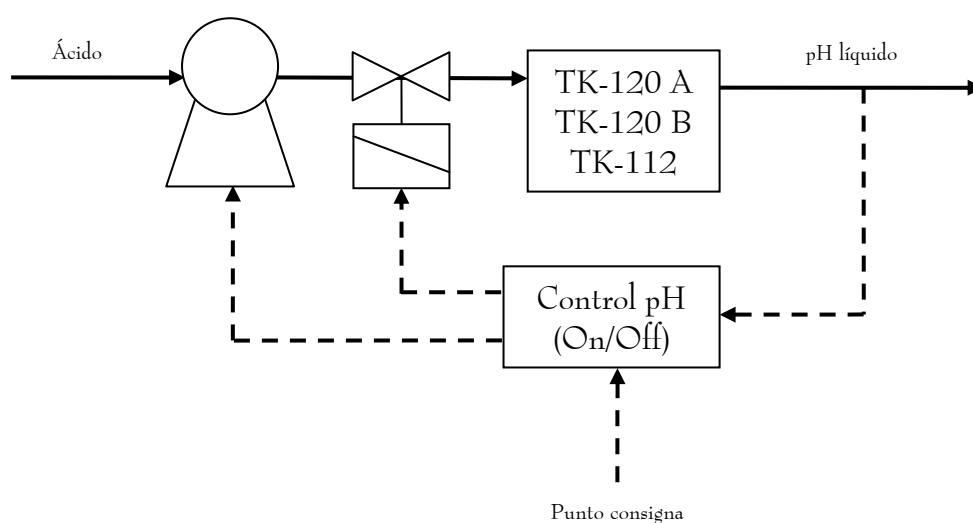 Ácido
pH líquido
TK-120 A
TK-120 B
TK-112
Control pH
(On/Off)
Punto consigna